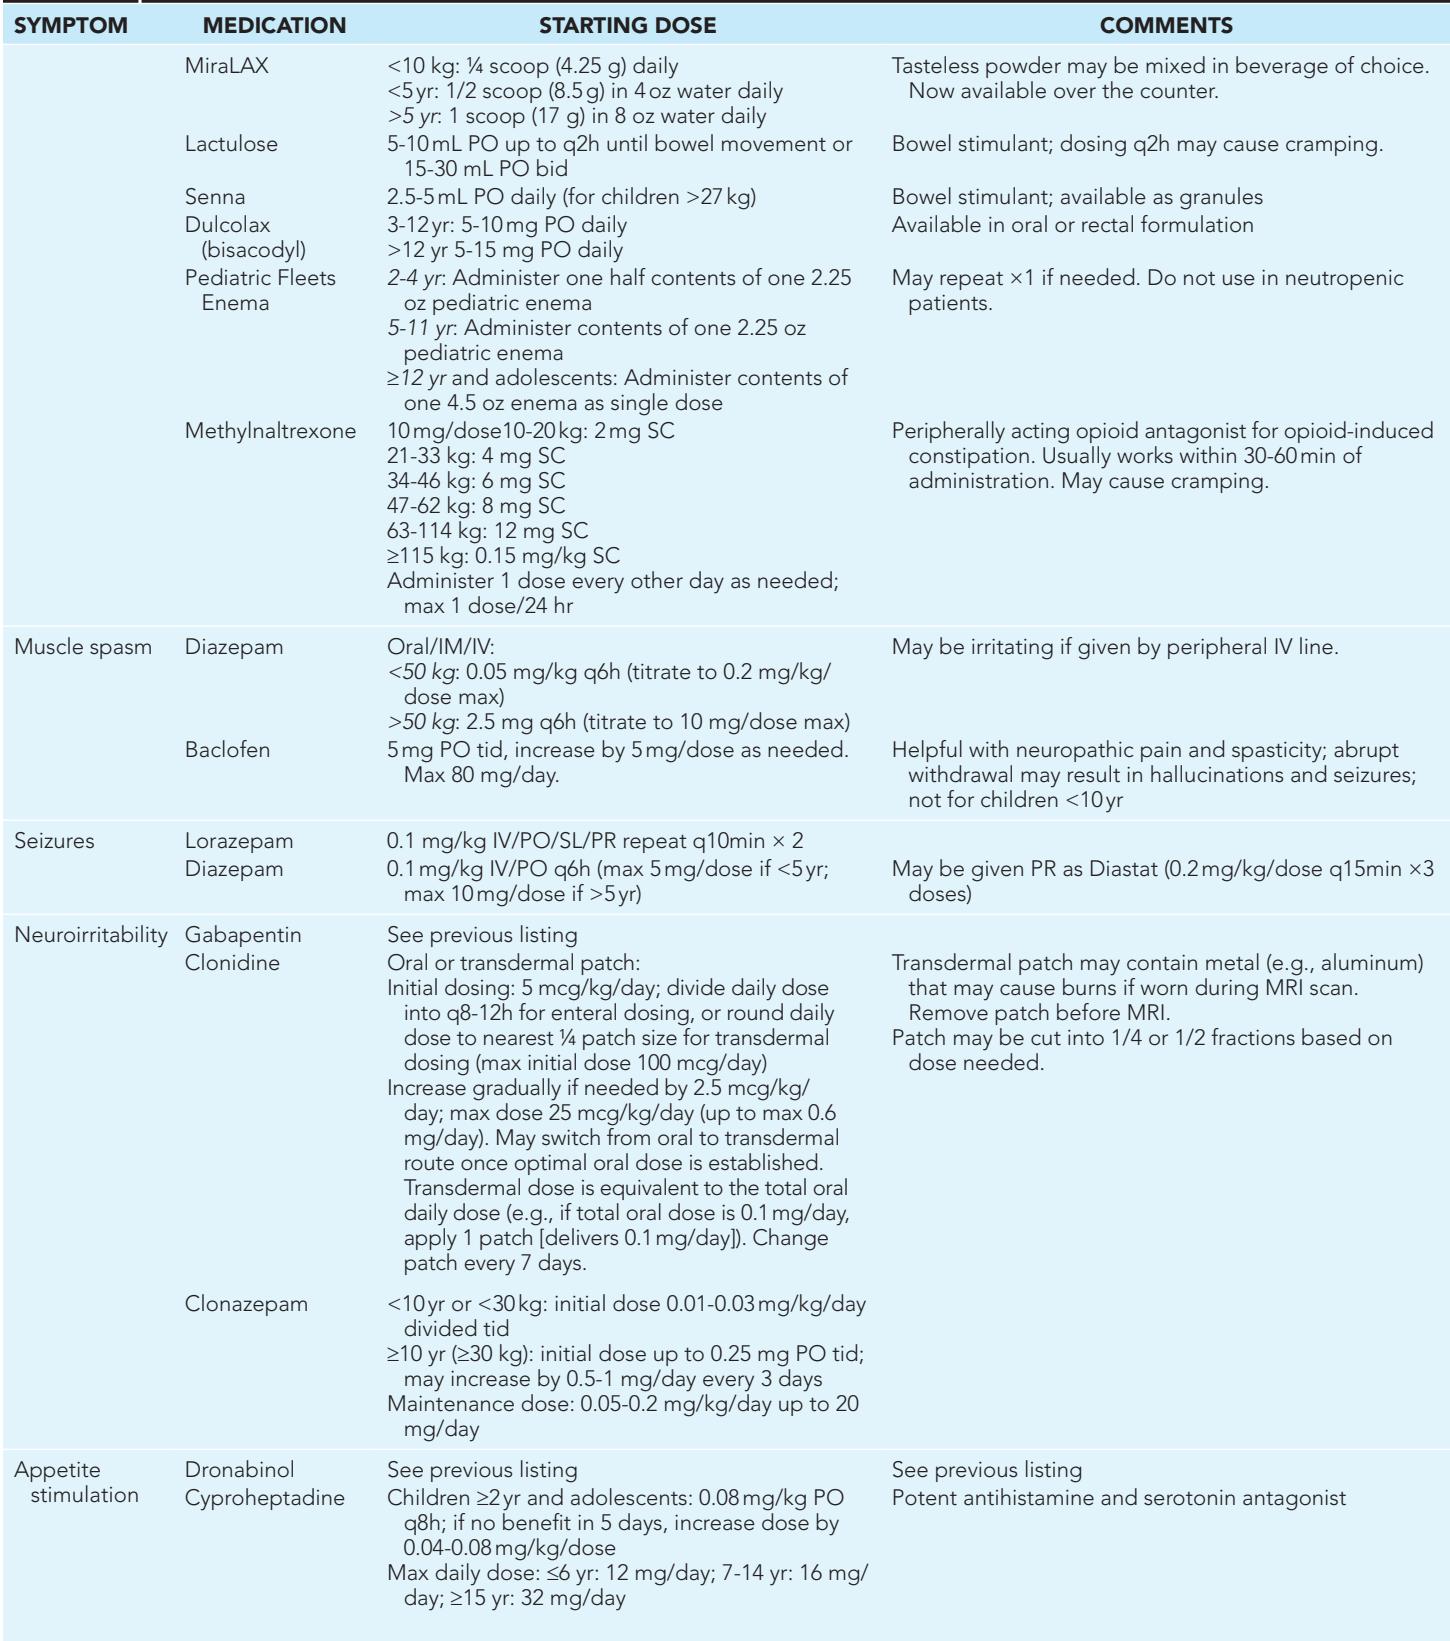 SYMPTOM MEDICATION STARTING DOSE COMMENTS
MiraLAX <10 kg: ¼ scoop (4.25 g) daily Tasteless powder may be mixed in beverage of choice.
<5 yr: 1/2 scoop (8.5 g) in 4 oz water daily Now available over the counter.
>5 yr: 1 scoop (17 g) in 8 oz water daily
Lactulose 5-10 mL PO up to q2h until bowel movement or Bowel stimulant; dosing q2h may cause cramping.
15-30 mL PO bid
Senna 2.5-5 mL PO daily (for children >27 kg) Bowel stimulant; available as granules
Dulcolax 3-12 yr: 5-10 mg PO daily Available in oral or rectal formulation
(bisacodyl) >12 yr 5-15 mg PO daily
Pediatric Fleets 2-4 yr: Administer one half contents of one 2.25 May repeat ×1 if needed. Do not use in neutropenic
Enema oz pediatric enema patients.
5-11 yr: Administer contents of one 2.25 oz
pediatric enema
≥12 yr and adolescents: Administer contents of
one 4.5 oz enema as single dose
Methylnaltrexone 10 mg/dose10-20 kg: 2 mg SC Peripherally acting opioid antagonist for opioid-induced
21-33 kg: 4 mg SC constipation. Usually works within 30-60 min of
34-46 kg: 6 mg SC administration. May cause cramping.
47-62 kg: 8 mg SC
63-114 kg: 12 mg SC
≥115 kg: 0.15 mg/kg SC
Administer 1 dose every other day as needed;
max 1 dose/24 hr
Muscle spasm Diazepam Oral/IM/IV: May be irritating if given by peripheral IV line.
<50 kg: 0.05 mg/kg q6h (titrate to 0.2 mg/kg/
dose max)
>50 kg: 2.5 mg q6h (titrate to 10 mg/dose max)
Baclofen 5 mg PO tid, increase by 5 mg/dose as needed. Helpful with neuropathic pain and spasticity; abrupt
Max 80 mg/day. withdrawal may result in hallucinations and seizures;
not for children <10 yr
Seizures Lorazepam 0.1 mg/kg IV/PO/SL/PR repeat q10min × 2
Diazepam 0.1 mg/kg IV/PO q6h (max 5 mg/dose if <5 yr; May be given PR as Diastat (0.2 mg/kg/dose q15min ×3
max 10 mg/dose if >5 yr) doses)
Neuroirritability Gabapentin See previous listing
Clonidine Oral or transdermal patch: Transdermal patch may contain metal (e.g., aluminum)
Initial dosing: 5 mcg/kg/day; divide daily dose that may cause burns if worn during MRI scan.
into q8-12h for enteral dosing, or round daily Remove patch before MRI.
dose to nearest ¼ patch size for transdermal Patch may be cut into 1/4 or 1/2 fractions based on
dosing (max initial dose 100 mcg/day) dose needed.
Increase gradually if needed by 2.5 mcg/kg/
day; max dose 25 mcg/kg/day (up to max 0.6
mg/day). May switch from oral to transdermal
route once optimal oral dose is established.
Transdermal dose is equivalent to the total oral
daily dose (e.g., if total oral dose is 0.1 mg/day,
apply 1 patch [delivers 0.1 mg/day]). Change
patch every 7 days.
Clonazepam <10 yr or <30 kg: initial dose 0.01-0.03 mg/kg/day
divided tid
≥10 yr (≥30 kg): initial dose up to 0.25 mg PO tid;
may increase by 0.5-1 mg/day every 3 days
Maintenance dose: 0.05-0.2 mg/kg/day up to 20
mg/day
Appetite Dronabinol See previous listing See previous listing
stimulation Cyproheptadine Children ≥2 yr and adolescents: 0.08 mg/kg PO Potent antihistamine and serotonin antagonist
q8h; if no benefit in 5 days, increase dose by
0.04-0.08 mg/kg/dose
Max daily dose: ≤6 yr: 12 mg/day; 7-14 yr: 16 mg/
day; ≥15 yr: 32 mg/day